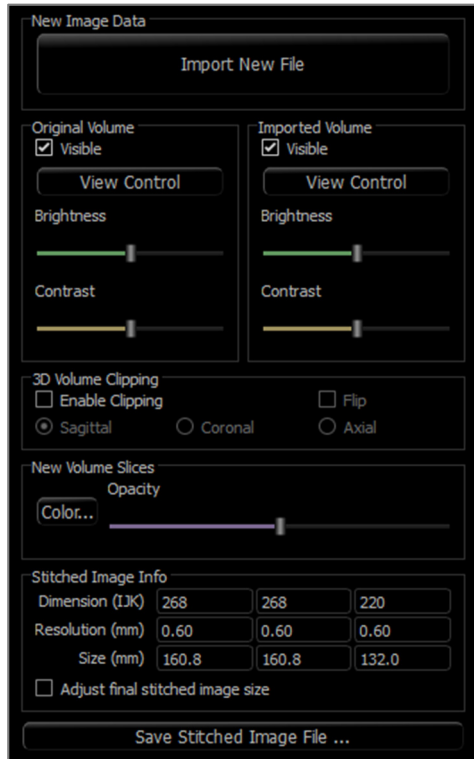 New Image Data
Import New File
Original Volume
Visible
View Control
Brightness
Contrast
Imported Volume
Visible
View Control
Brightness
Contrast
3D Volume Clipping
Enable Clipping Flip
Sagittal Coronal Axial
New Volume Slices
Opacity
Color...
Stitched Image Info
Dimension (IJK) 268 268 220
Resolution (mm) 0.60 0.60 0.60
Size (mm) 160.8 160.8 132.0
Adjust final stitched image size
Save Stitched Image File ...